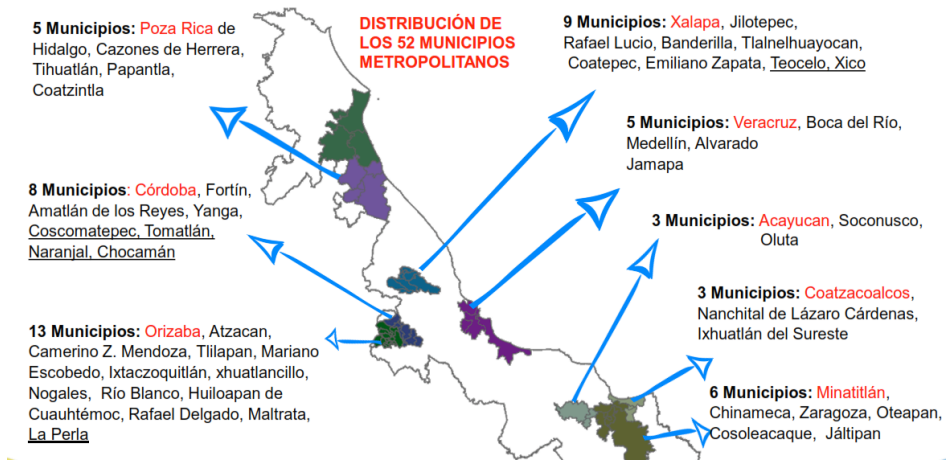 5 Municipios: Poza Rica de
Hidalgo, Cazones de Herrera,
Tihuatlán, Papantla,
Coatzintla
DISTRIBUCIÓN DE
LOS 52 MUNICIPIOS
METROPOLITANOS
9 Municipios: Xalapa, Jilotepec,
Rafael Lucio, Banderilla, Tlalnelhuayocan,
Coatepec, Emiliano Zapata, Teocelo, Xico
5 Municipios: Veracruz, Boca del Río,
Medellín, Alvarado
Jamapa
8 Municipios: Córdoba, Fortín,
Amatlán de los Reyes, Yanga,
Coscomatepec, Tomatlán,
Naranjal, Chocamán
3 Municipios: Acayucan, Soconusco,
Oluta
3 Municipios: Coatzacoalcos,
Nanchital de Lázaro Cárdenas,
Ixhuatlán del Sureste
13 Municipios: Orizaba, Atzacan,
Camerino Z. Mendoza, Tlilapan, Mariano
Escobedo, Ixtaczoquitlán, xhuatlancillo,
Nogales, Río Blanco, Huiloapan de
Cuauhtémoc, Rafael Delgado, Maltrata,
La Perla
6 Municipios: Minatitlán,
Chinameca, Zaragoza, Oteapan,
Cosoleacaque, Jáltipan